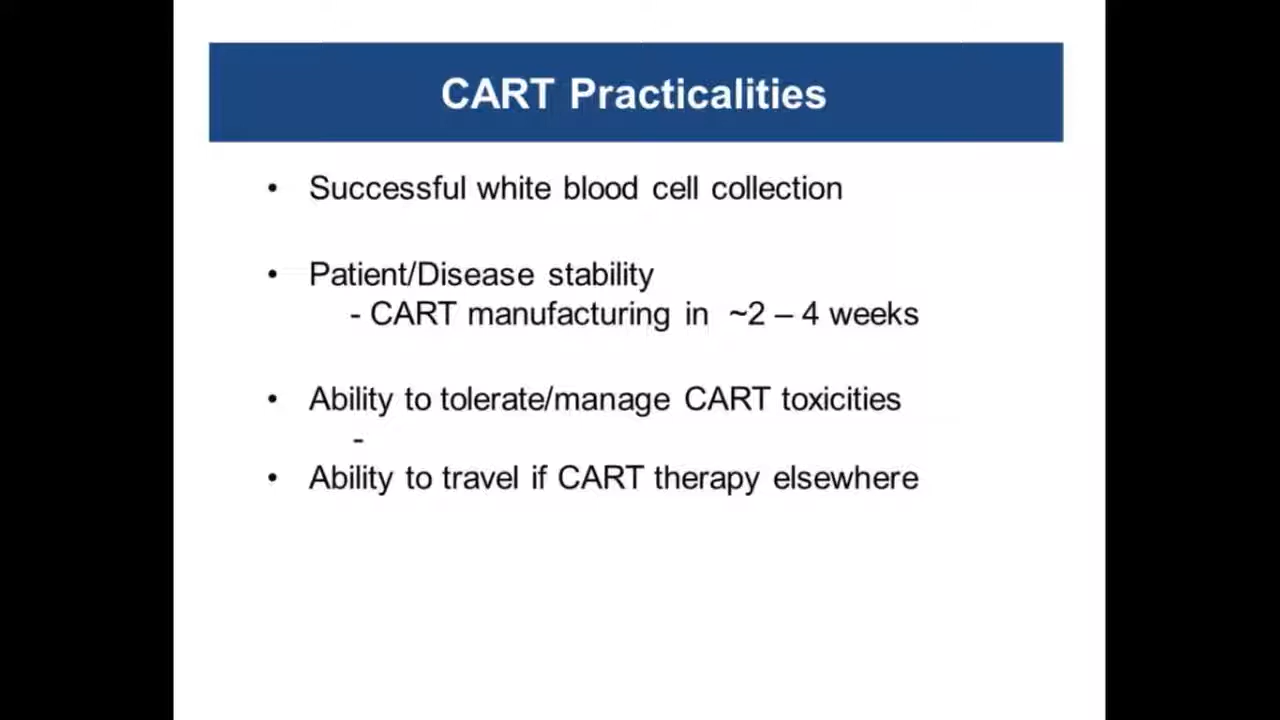 CART Practicalities
• Successful white blood cell collection
• Patient/Disease stability
- CART manufacturing in ~2 – 4 weeks
• Ability to tolerate/manage CART toxicities
-
• Ability to travel if CART therapy elsewhere